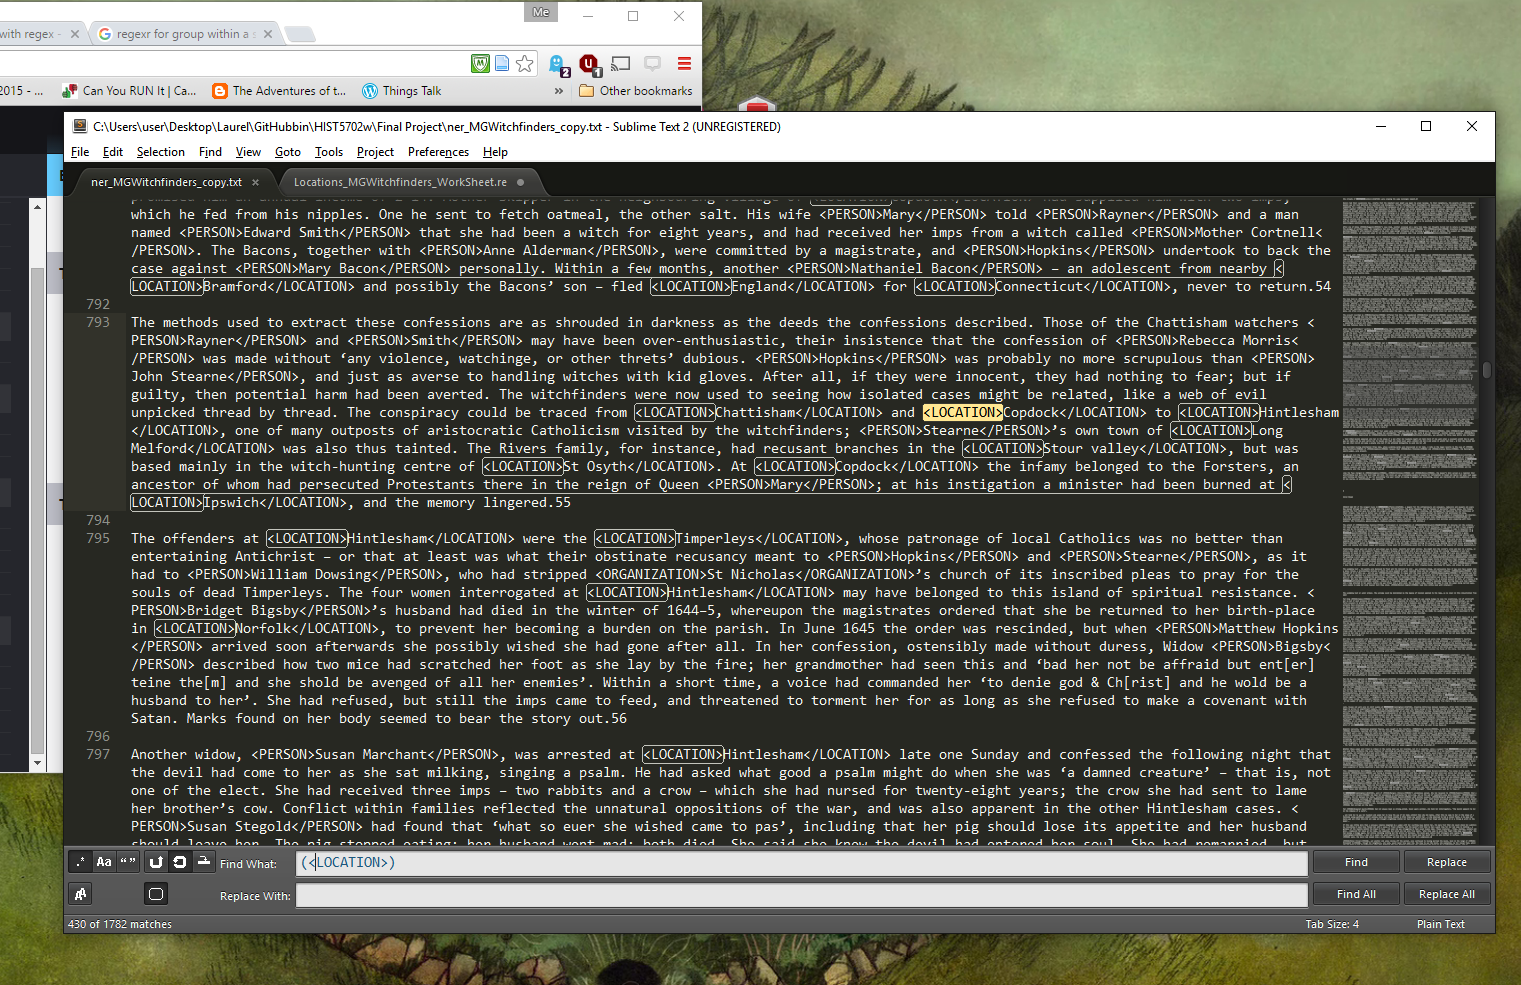 Me
with regex -
regexr for group within a s
2
1
2015 - ...
Can You RUN It | Ca...
The Adventures of t...
Things Talk
»
Other bookmarks
C:\Users\user\Desktop\Laurel\GitHubbin\HIST5702w\Final Project\ner_MGWitchfinders_copy.txt - Sublime Text 2 (UNREGISTERED)
File Edit Selection Find View Goto Tools Project Preferences Help
ner_MGWitchfinders_copy.txt
Locations_MGWitchfinders_WorkSheet.re
which he fed from his nipples. One he sent to fetch oatmeal, the other salt. His wife <PERSON>Mary</PERSON> told <PERSON>Rayner</PERSON> and a man
named <PERSON>Edward Smith</PERSON> that she had been a witch for eight years, and had received her imps from a witch called <PERSON>Mother Cortnell<
/PERSON>. The Bacons, together with <PERSON>Anne Alderman</PERSON>, were committed by a magistrate, and <PERSON>Hopkins</PERSON> undertook to back the
case against <PERSON>Mary Bacon</PERSON> personally. Within a few months, another <PERSON>Nathaniel Bacon</PERSON> – an adolescent from nearby <
LOCATION>Bramford</LOCATION> and possibly the Bacons’ son – fled <LOCATION>England</LOCATION> for <LOCATION>Connecticut</LOCATION>, never to return.54
792
793 The methods used to extract these confessions are as shrouded in darkness as the deeds the confessions described. Those of the Chattisham watchers <
PERSON>Rayner</PERSON> and <PERSON>Smith</PERSON> may have been over-enthusiastic, their insistence that the confession of <PERSON>Rebecca Morris<
/PERSON> was made without ‘any violence, watchinge, or other threts’ dubious. <PERSON>Hopkins</PERSON> was probably no more scrupulous than <PERSON>
John Stearne</PERSON>, and just as averse to handling witches with kid gloves. After all, if they were innocent, they had nothing to fear; but if
guilty, then potential harm had been averted. The witchfinders were now used to seeing how isolated cases might be related, like a web of evil
unpicked thread by thread. The conspiracy could be traced from <LOCATION>Chattisham</LOCATION> and <LOCATION>Copdock</LOCATION> to <LOCATION>Hintlesham
</LOCATION>, one of many outposts of aristocratic Catholicism visited by the witchfinders; <PERSON>Stearne</PERSON>’s own town of <LOCATION>Long
Melford</LOCATION> was also thus tainted. The Rivers family, for instance, had recusant branches in the <LOCATION>Stour valley</LOCATION>, but was
based mainly in the witch-hunting centre of <LOCATION>St Osyth</LOCATION>. At <LOCATION>Copdock</LOCATION> the infamy belonged to the Forsters, an
ancestor of whom had persecuted Protestants there in the reign of Queen <PERSON>Mary</PERSON>; at his instigation a minister had been burned at <
LOCATION>Ipswich</LOCATION>, and the memory lingered.55
794
795 The offenders at <LOCATION>Hintlesham</LOCATION> were the <LOCATION>Timperleys</LOCATION>, whose patronage of local Catholics was no better than
entertaining Antichrist – or that at least was what their obstinate recusancy meant to <PERSON>Hopkins</PERSON> and <PERSON>Stearne</PERSON>, as it
had to <PERSON>William Dowsing</PERSON>, who had stripped <ORGANIZATION>St Nicholas</ORGANIZATION>’s church of its inscribed pleas to pray for the
souls of dead Timperleys. The four women interrogated at <LOCATION>Hintlesham</LOCATION> may have belonged to this island of spiritual resistance. <
PERSON>Bridget Bigsby</PERSON>’s husband had died in the winter of 1644–5, whereupon the magistrates ordered that she be returned to her birth-place
in <LOCATION>Norfolk</LOCATION>, to prevent her becoming a burden on the parish. In June 1645 the order was rescinded, but when <PERSON>Matthew Hopkins
</PERSON> arrived soon afterwards she possibly wished she had gone after all. In her confession, ostensibly made without duress, Widow <PERSON>Bigsby<
/PERSON> described how two mice had scratched her foot as she lay by the fire; her grandmother had seen this and ‘bad her not be affraid but ent[er]
teine the[m] and she shold be avenged of all her enemies’. Within a short time, a voice had commanded her ‘to denie god & Ch[rist] and he wold be a
husband to her’. She had refused, but still the imps came to feed, and threatened to torment her for as long as she refused to make a covenant with
Satan. Marks found on her body seemed to bear the story out.56
796
797 Another widow, <PERSON>Susan Marchant</PERSON>, was arrested at <LOCATION>Hintlesham</LOCATION> late one Sunday and confessed the following night that
the devil had come to her as she sat milking, singing a psalm. He had asked what good a psalm might do when she was ‘a damned creature’ – that is, not
one of the elect. She had received three imps – two rabbits and a crow – which she had nursed for twenty-eight years; the crow she had sent to lame
her brother’s cow. Conflict within families reflected the unnatural oppositions of the war, and was also apparent in the other Hintlesham cases. <
PERSON>Susan Stegold</PERSON> had found that ‘what so euer she wished came to pas’, including that her pig should lose its appetite and her husband
should leave her. The pig stopped eating; her husband went mad; both died. She said she knew the devil had entered her soul. She had remarried, but
.* Aa “” Find What: (<LOCATION>) Find Replace
AA Replace With: Find All Replace All
430 of 1782 matches Tab Size: 4 Plain Text